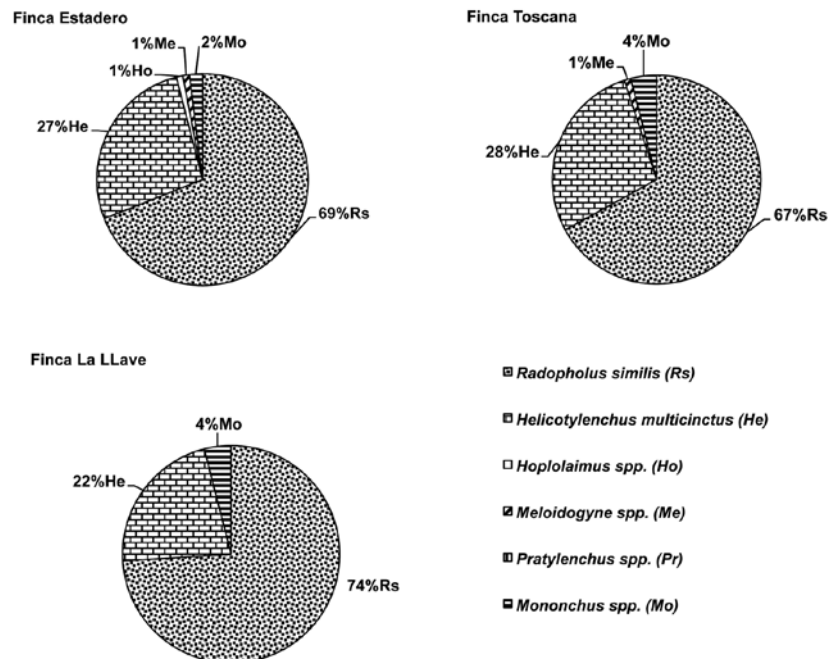 Finca Estadero
1%Me
2%Mo
1%Ho
27%He
69%Rs
Finca Toscana
4%Mo
1%Me
28%He
67%Rs
Finca La LLave
4%Mo
22%He
74%Rs
Radopholus similis (Rs)
Helicotylenchus multicinctus (He)
Hoplolaimus spp. (Ho)
Meloidogyne spp. (Me)
Pratylenchus spp. (Pr)
Mononchus spp. (Mo)